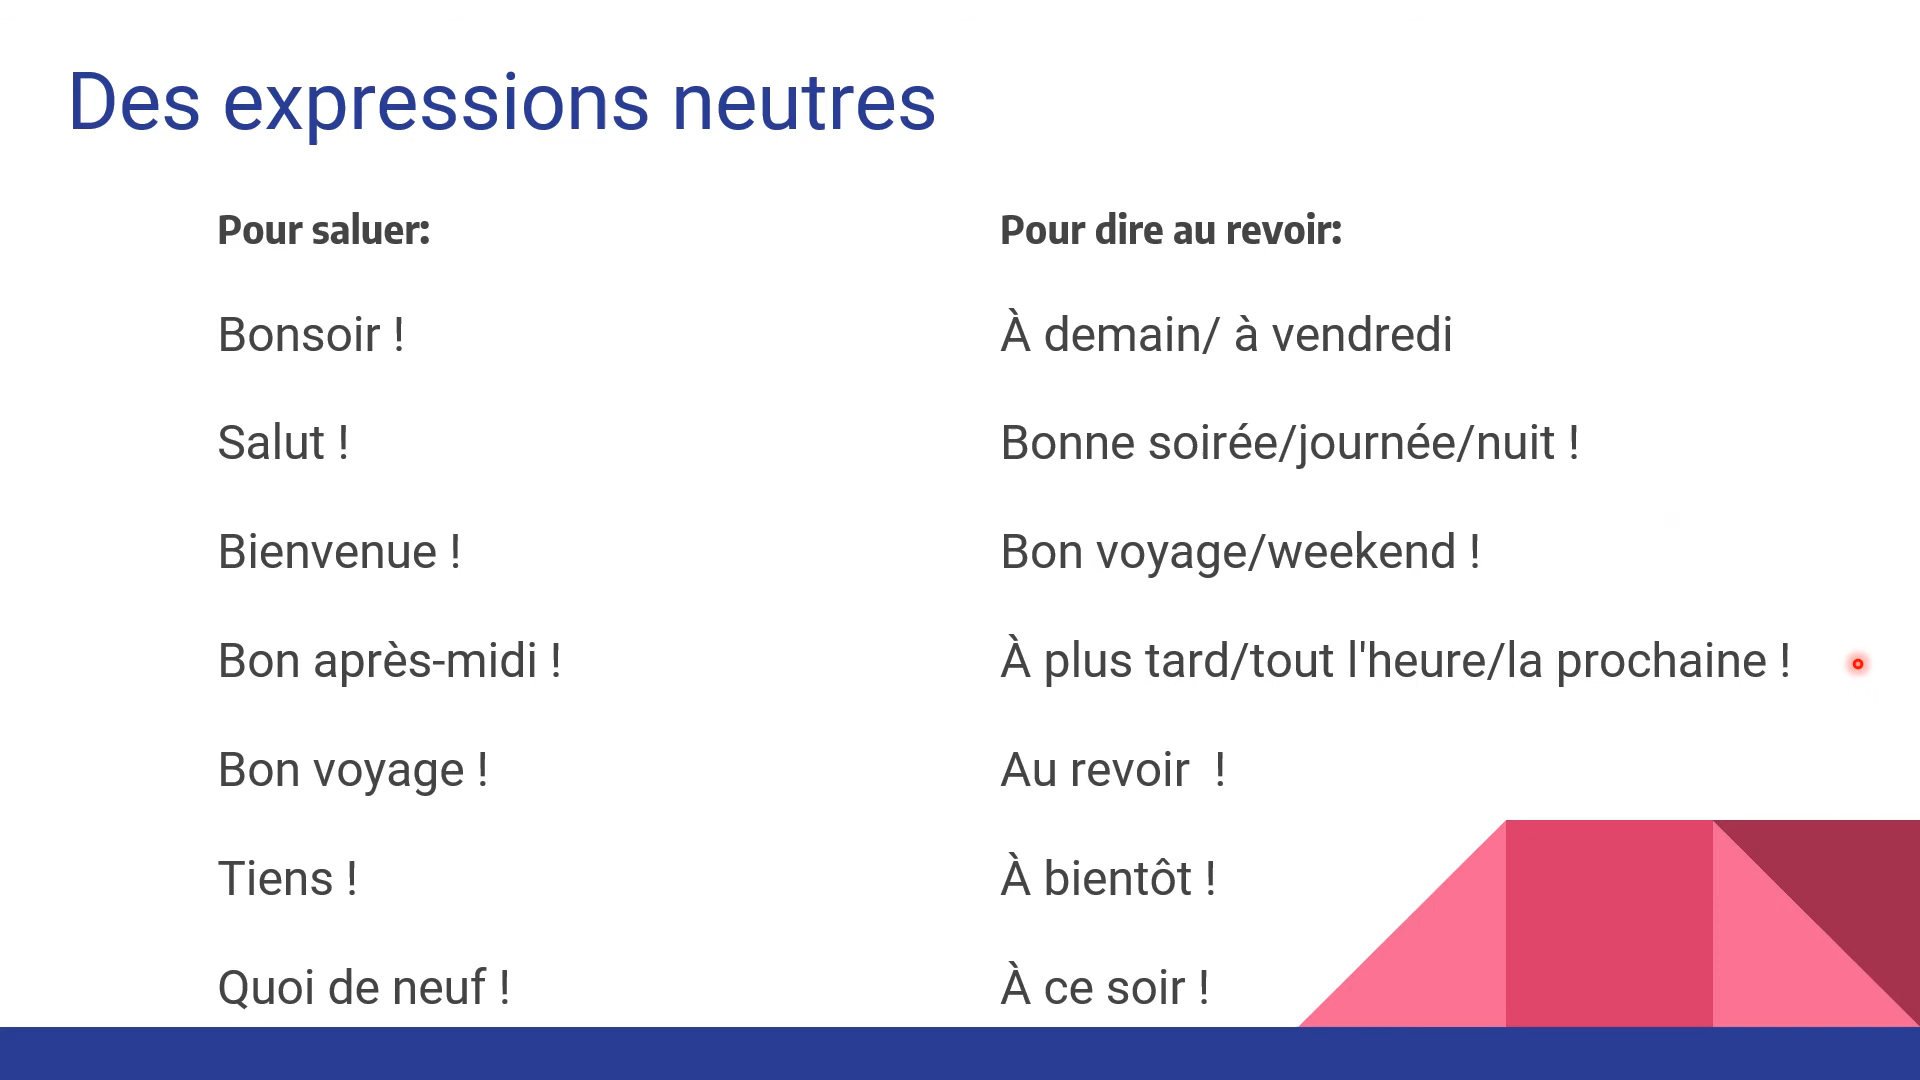 Des expressions neutres
Pour saluer:
Bonsoir !
Salut !
Bienvenue !
Bon après-midi !
Bon voyage !
Tiens !
Quoi de neuf !
Pour dire au revoir:
À demain/ à vendredi
Bonne soirée/journée/nuit !
Bon voyage/weekend !
À plus tard/tout l'heure/la prochaine !
Au revoir  !
À bientôt !
À ce soir !